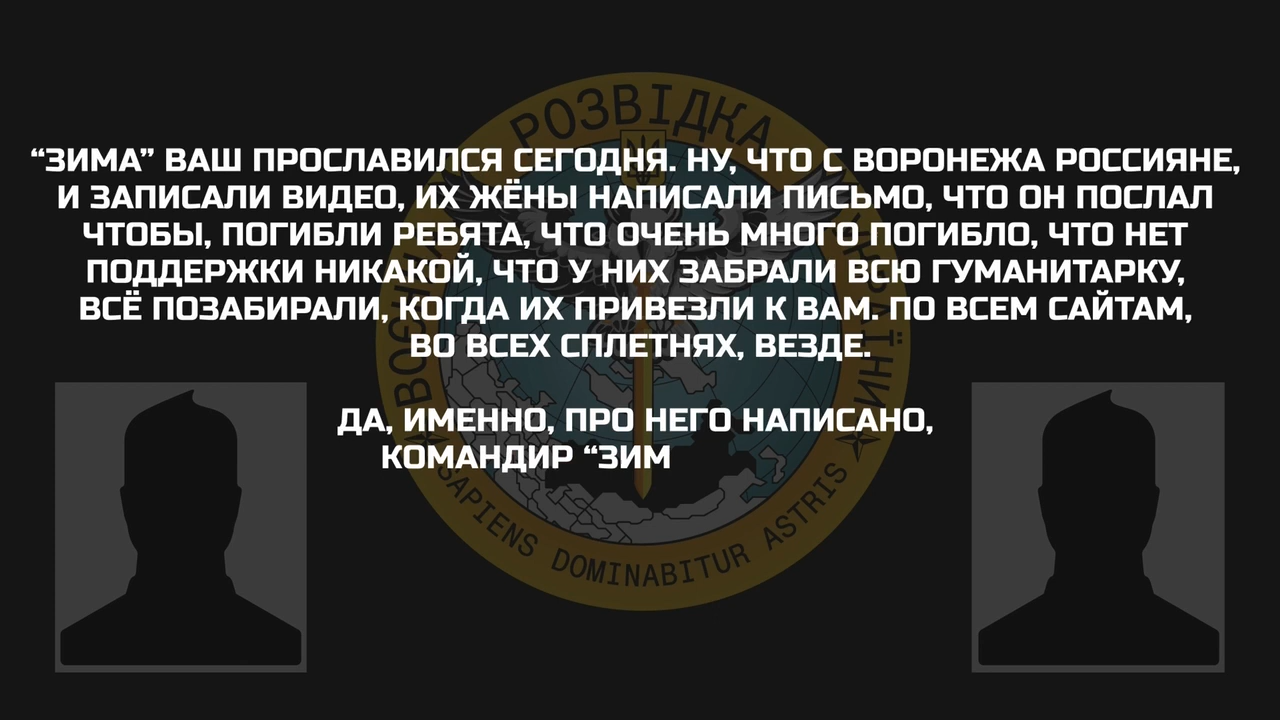 РОЗВІДКА
“ЗИМА” ВАШ ПРОСЛАВИЛСЯ СЕГОДНЯ. НУ, ЧТО С ВОРОНЕЖА РОССИЯНЕ,
И ЗАПИСАЛИ ВИДЕО, ИХ ЖЁНЫ НАПИСАЛИ ПИСЬМО, ЧТО ОН ПОСЛАЛ
ЧТОБЫ, ПОГИБЛИ РЕБЯТА, ЧТО ОЧЕНЬ МНОГО ПОГИБЛО, ЧТО НЕТ
ПОДДЕРЖКИ НИКАКОЙ, ЧТО У НИХ ЗАБРАЛИ ВСЮ ГУМАНИТАРКУ,
ВСЁ ПОЗАБИРАЛИ, КОГДА ИХ ПРИВЕЗЛИ К ВАМ. ПО ВСЕМ САЙТАМ,
ВО ВСЕХ СПЛЕТНЯХ, ВЕЗДЕ.
ДА, ИМЕННО, ПРО НЕГО НАПИСАНО,
КОМАНДИР “ЗИМ
SAPIENS DOMINABITUR ASTRIS